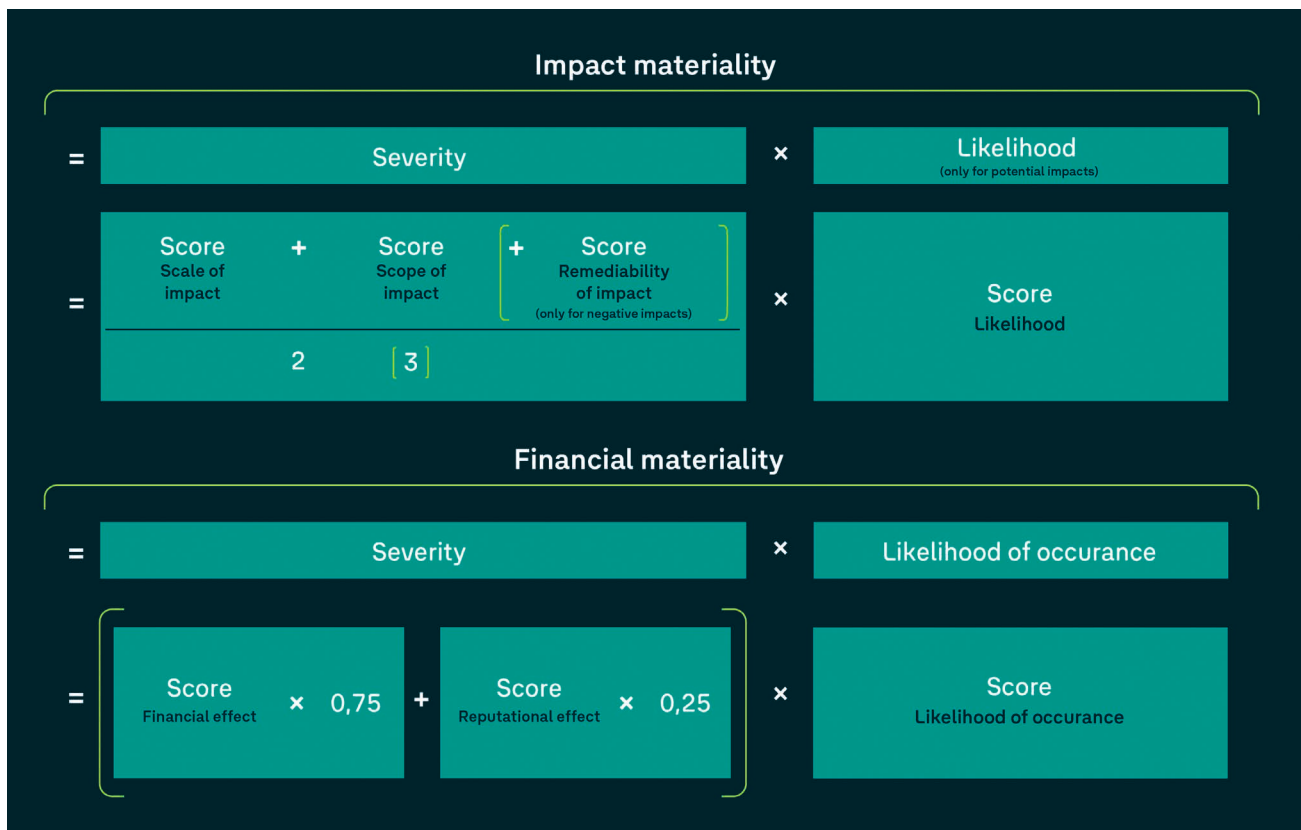 Impact materiality
= Severity × Likelihood
(only for potential impacts)
Score + Score [+ Score]
Scale of impact
Scope of impact
Remediability of impact
(only for negative impacts)
=
2 [3]
×
Score
Likelihood
Financial materiality
= Severity × Likelihood of occurance
= [Score × 0,75 + Score × 0,25] × Score
Financial effect
Reputational effect
Likelihood of occurance